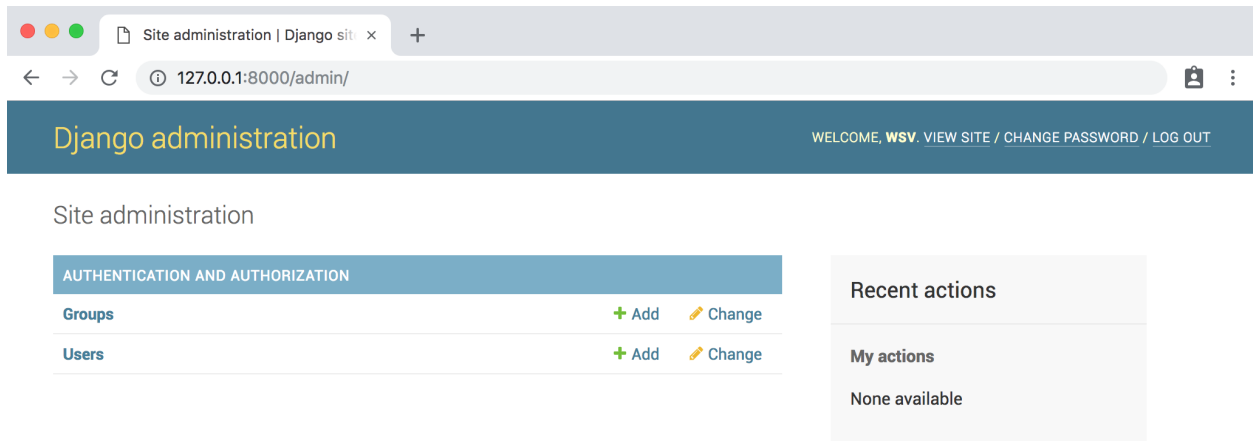 Site administration | Django sit
127.0.0.1:8000/admin/
Django administration
WELCOME, WSV. VIEW SITE / CHANGE PASSWORD / LOG OUT
Site administration
AUTHENTICATION AND AUTHORIZATION
Groups Add Change
Users Add Change
Recent actions
My actions
None available